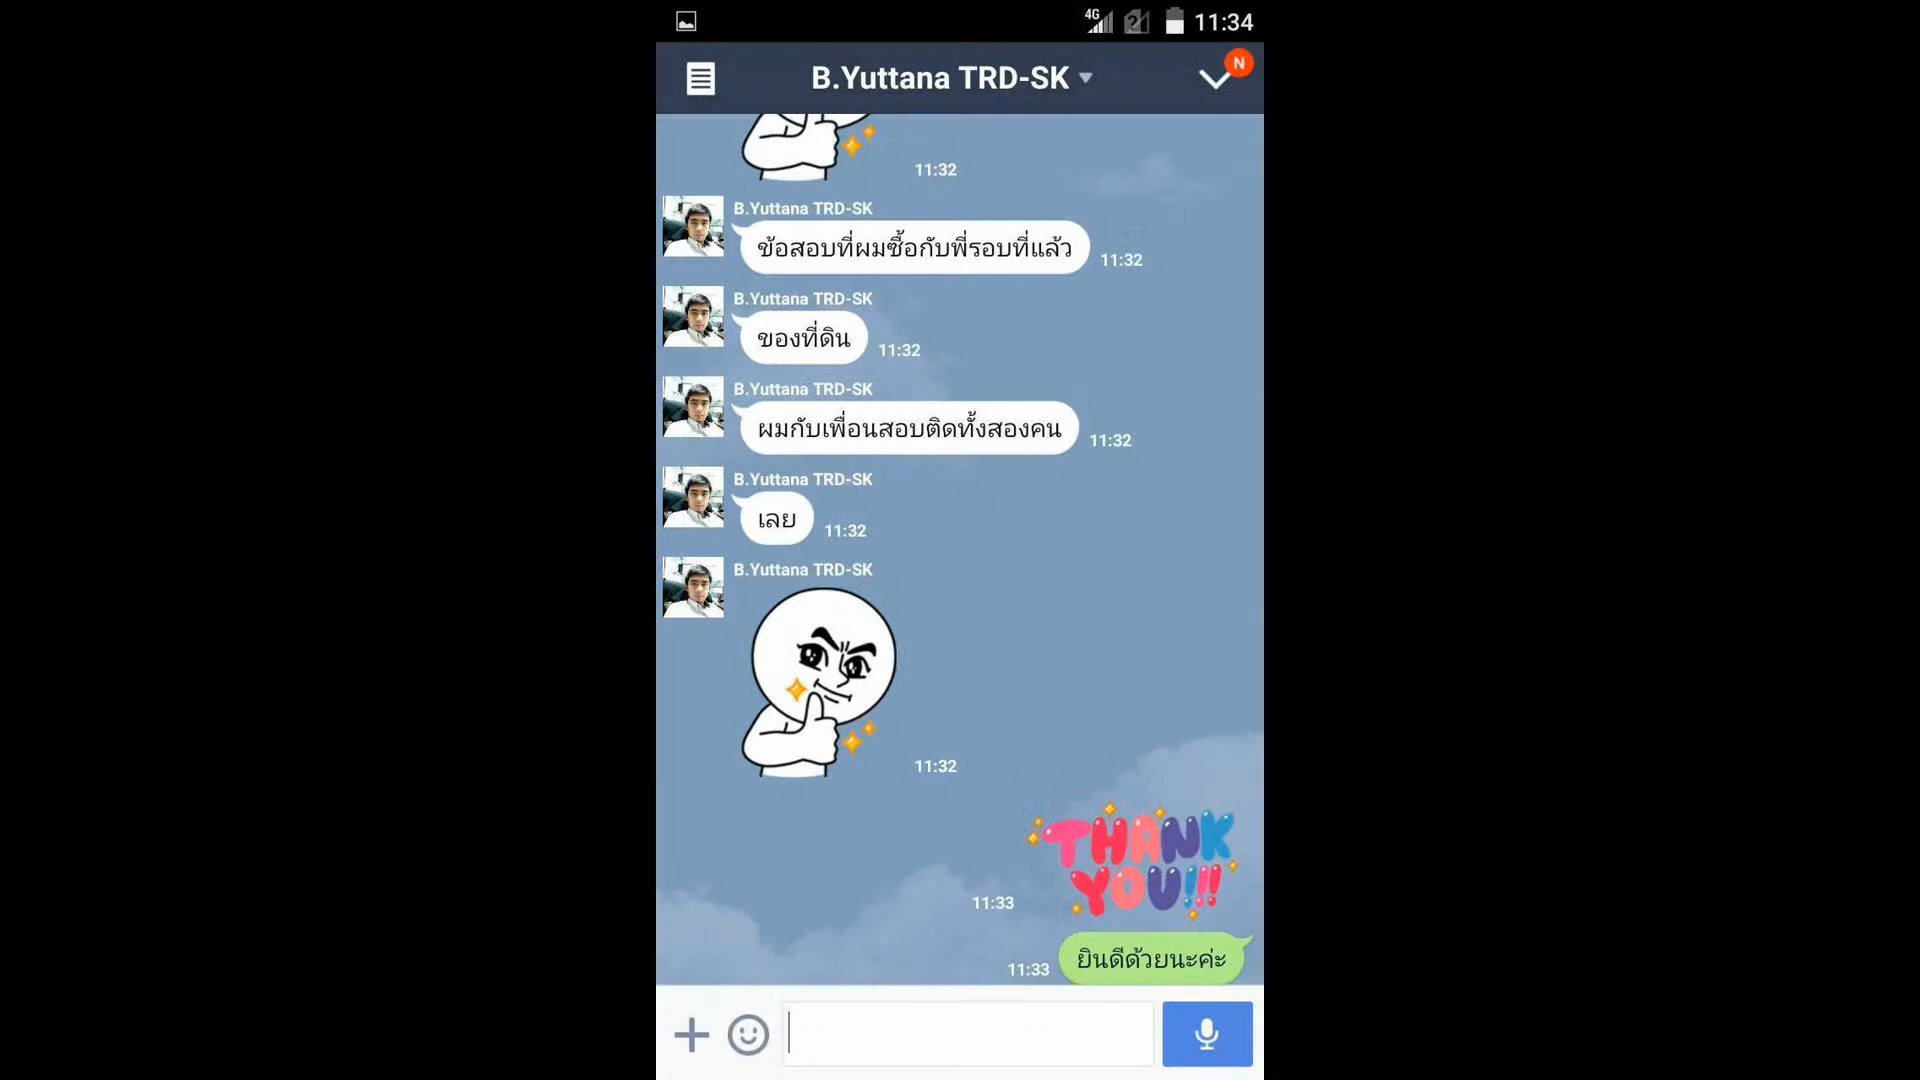 4G 11:34
B.Yuttana TRD-SK
N
11:32
B.Yuttana TRD-SK
ข้อสอบที่ผมซื้อกับพี่รอบที่แล้ว
11:32
B.Yuttana TRD-SK
ของที่ดิน
11:32
B.Yuttana TRD-SK
ผมกับเพื่อนสอบติดทั้งสองคน
11:32
B.Yuttana TRD-SK
เลย
11:32
B.Yuttana TRD-SK
11:32
THANK
YOU!!!
11:33
ยินดีด้วยนะค่ะ
11:33